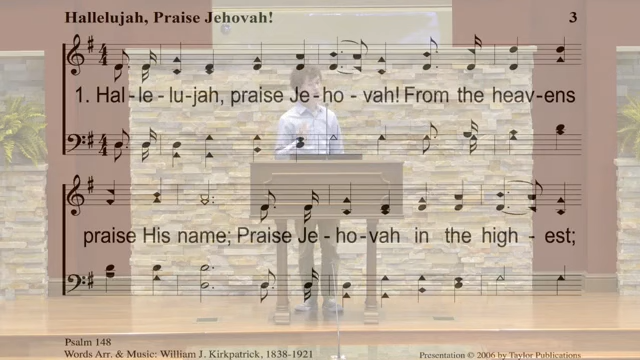 Hallelujah, Praise Jehovah! 3
1. Hal - le - lu - jah, praise Je - ho - vah! From the heav - ens
praise His name; Praise Je - ho - vah in the high - est;
Psalm 148
Words Arr. & Music: William J. Kirkpatrick, 1838-1921 Presentation © 2006 by Taylor Publications